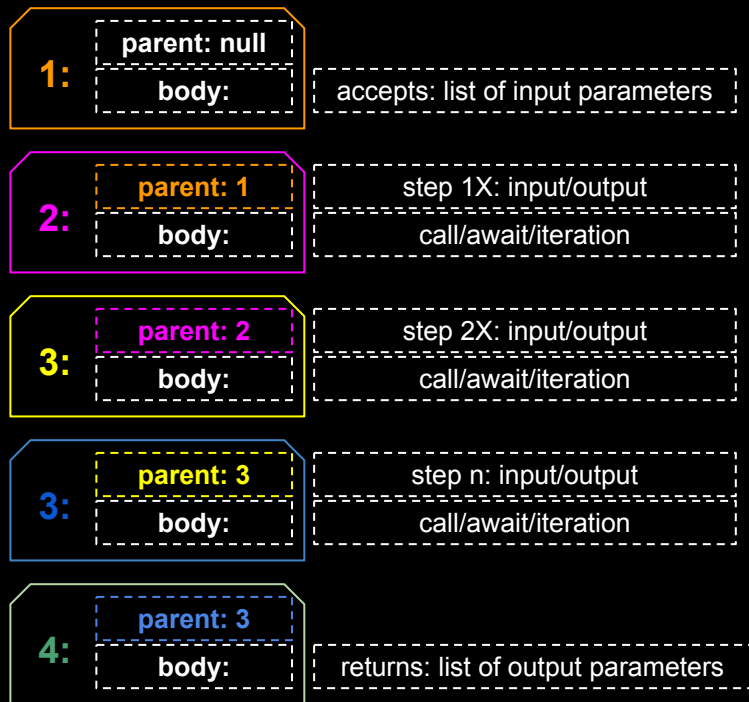 parent: null
1:
body:
accepts: list of input parameters
parent: 1
step 1X: input/output
2:
body:
call/await/iteration
parent: 2
step 2X: input/output
3:
body:
call/await/iteration
parent: 3
step n: input/output
3:
body:
call/await/iteration
parent: 3
4:
body:
returns: list of output parameters